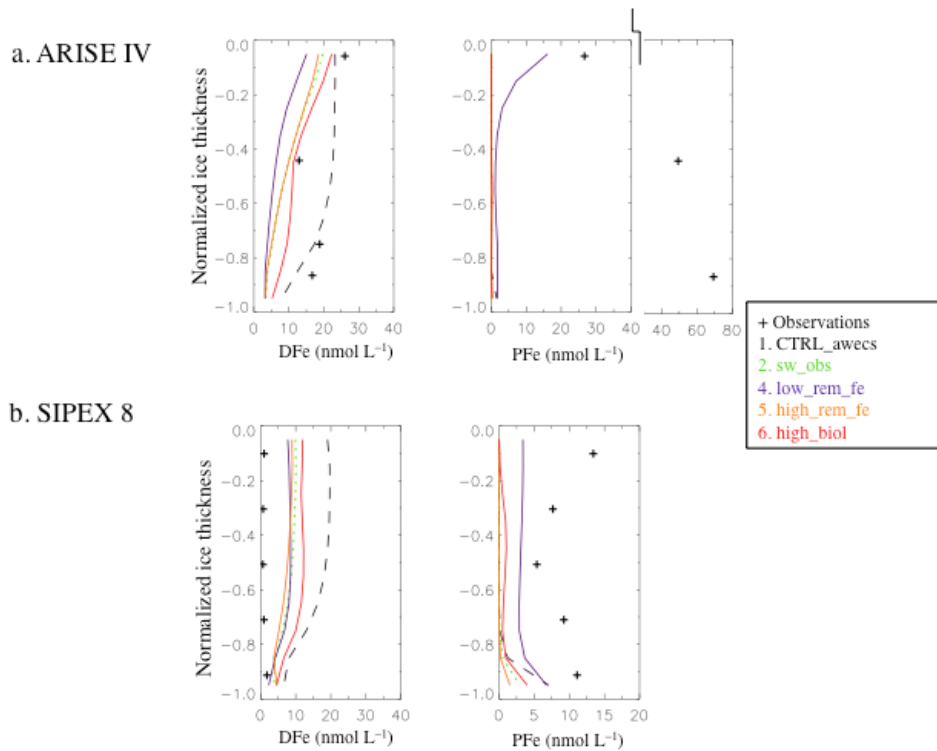 a. ARISE IV
Normalized ice thickness
0.0
−0.2
−0.4
−0.6
−0.8
−1.0
0 10 20 30 40
DFe (nmol L⁻¹)
0.0
−0.2
−0.4
−0.6
−0.8
−1.0
0 10 20 30 40
40 60 80
PFe (nmol L⁻¹)
+ Observations
1. CTRL_awecs
2. sw_obs
4. low_rem_fe
5. high_rem_fe
6. high_biol
b. SIPEX 8
Normalized ice thickness
0.0
−0.2
−0.4
−0.6
−0.8
−1.0
0 10 20 30 40
DFe (nmol L⁻¹)
0.0
−0.2
−0.4
−0.6
−0.8
−1.0
0 5 10 15 20
PFe (nmol L⁻¹)